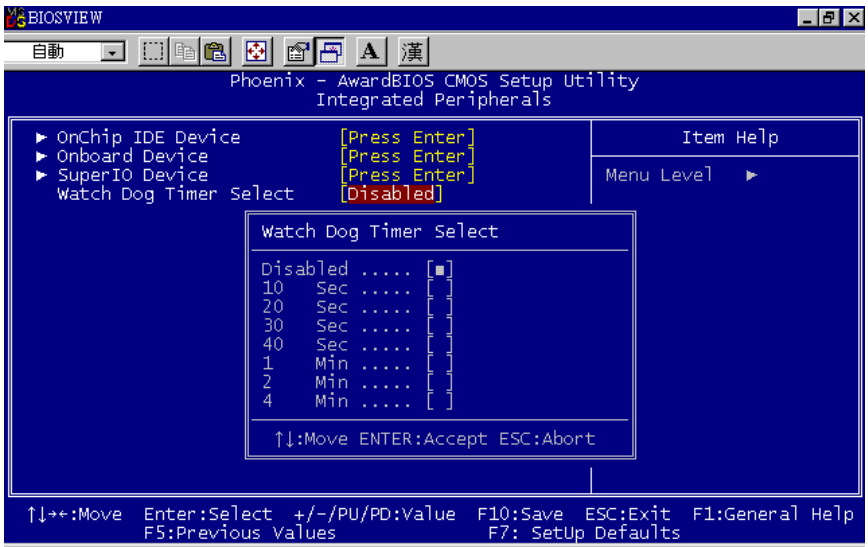 BIOSVIEW
自動
A 漢
Phoenix - AwardBIOS CMOS Setup Utility
Integrated Peripherals
► OnChip IDE Device [Press Enter]
► Onboard Device [Press Enter]
► SuperIO Device [Press Enter]
Watch Dog Timer Select [Disabled]
Item Help
Menu Level ►
Watch Dog Timer Select
Disabled ..... [■]
10 Sec ..... [ ]
20 Sec ..... [ ]
30 Sec ..... [ ]
40 Sec ..... [ ]
1 Min ..... [ ]
2 Min ..... [ ]
4 Min ..... [ ]
↑↓:Move ENTER:Accept ESC:Abort
↑↓→←:Move Enter:Select +/-/PU/PD:Value F10:Save ESC:Exit F1:General Help
F5:Previous Values F7: SetUp Defaults